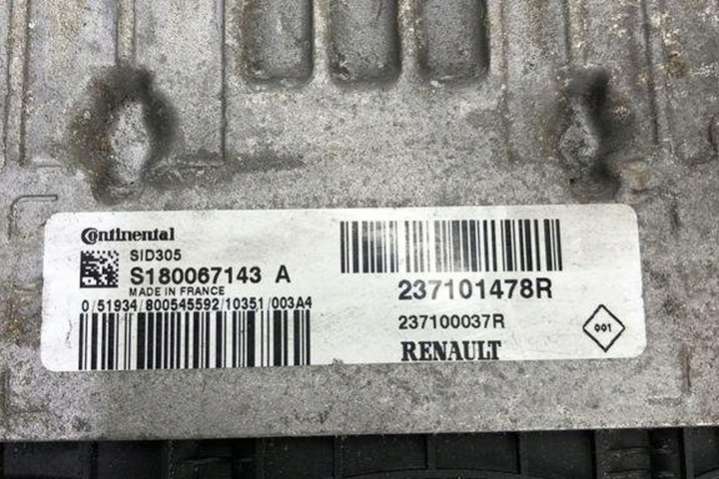 Continental
SID305
S180067143 A
MADE IN FRANCE
0/51934/800545592/10351/003A4
237101478R
237100037R
RENAULT
001